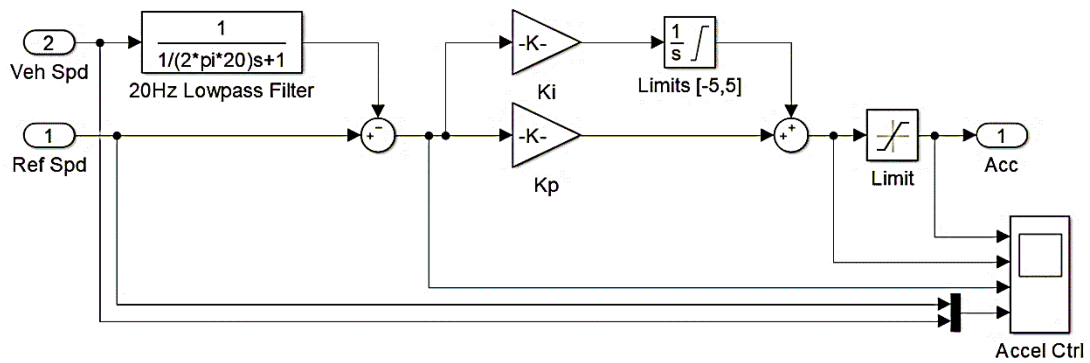 2
Veh Spd
1
1/(2*pi*20)s+1
20Hz Lowpass Filter
1
Ref Spd
+ −
-K-
Ki
1
s
Limits [-5,5]
-K-
Kp
+ +
Limit
1
Acc
Accel Ctrl